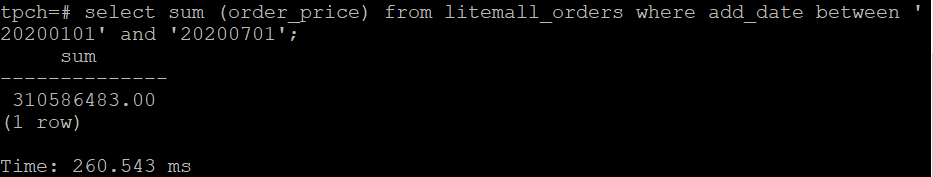 tpch=# select sum (order_price) from litemall_orders where add_date between '
20200101' and '20200701';
     sum
--------------
 310586483.00
(1 row)

Time: 260.543 ms